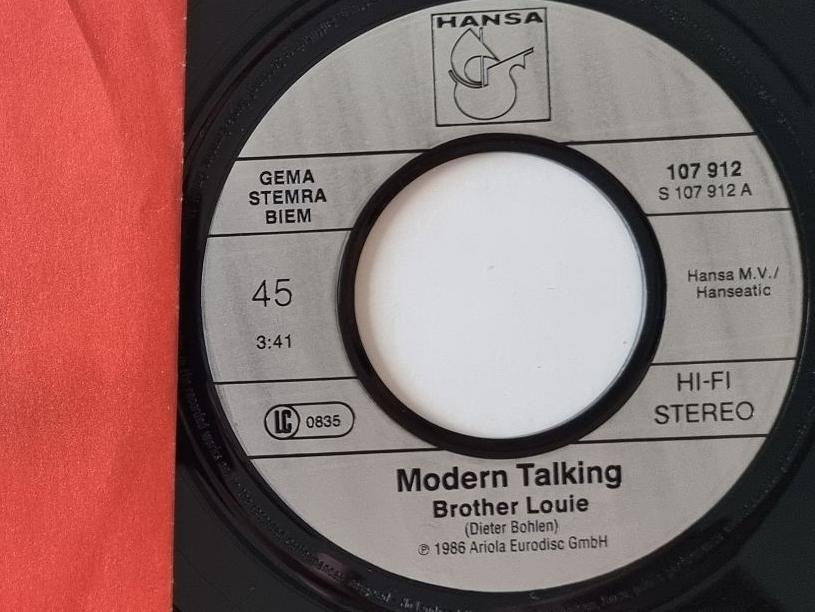 HANSA
GEMA
STEMRA
BIEM
107 912
S 107 912 A
45
3:41
Hansa M.V./
Hanseatic
LC 0835
HI-FI
STEREO
Modern Talking
Brother Louie
(Dieter Bohlen)
℗ 1986 Ariola Eurodisc GmbH